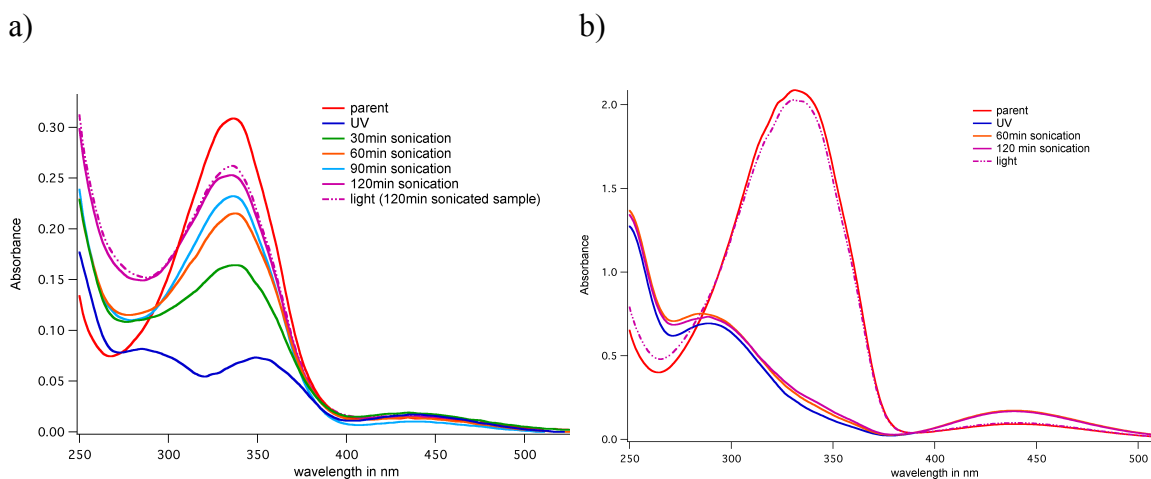 a)
b)
parent
UV
30min sonication
60min sonication
90min sonication
120min sonication
light (120min sonicated sample)
0.30
0.25
0.20
0.15
0.10
0.05
0.00
Absorbance
250
300
350
400
450
500
wavelength in nm
parent
UV
60min sonication
120 min sonication
light
2.0
1.5
1.0
0.5
0.0
Absorbance
250
300
350
400
450
500
wavelength in nm